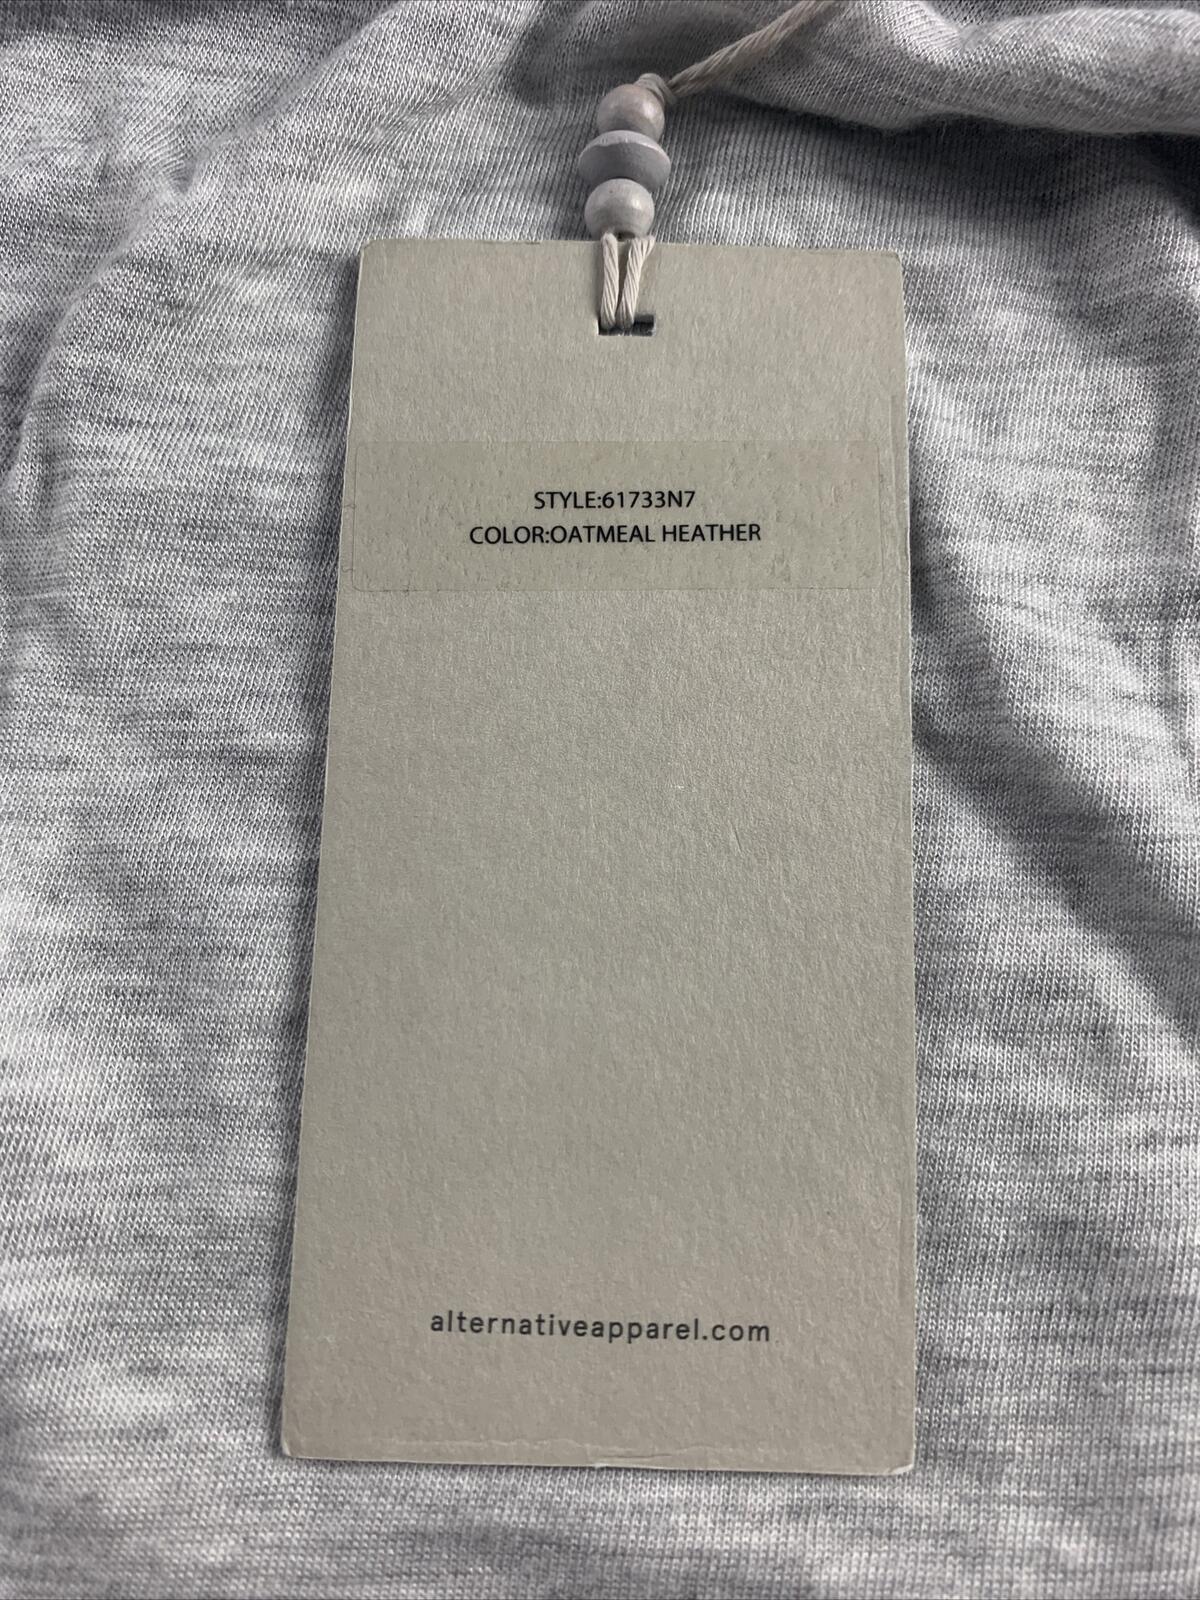 STYLE:61733N7
COLOR:OATMEAL HEATHER
alternativeapparel.com